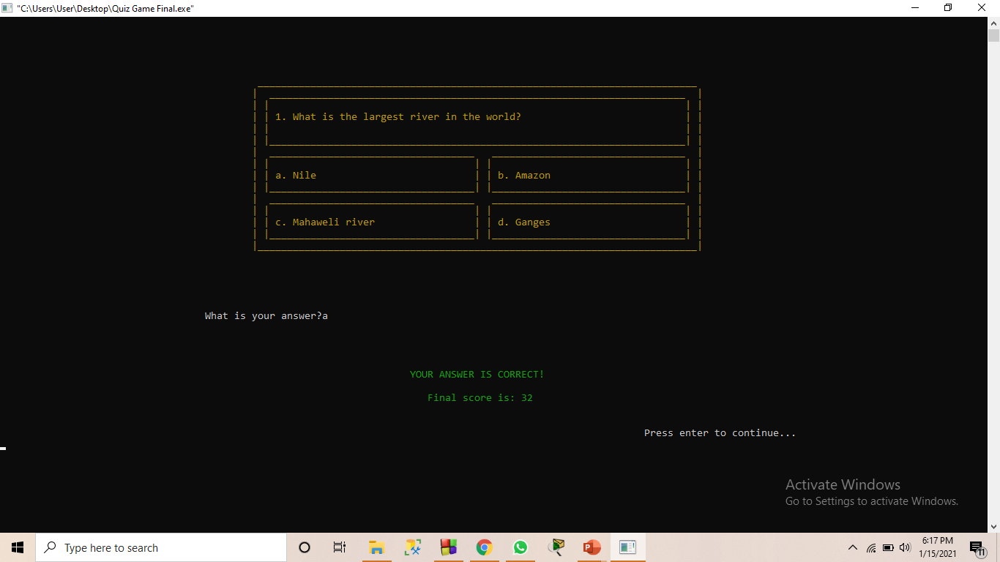 "C:\Users\User\Desktop\Quiz Game Final.exe"
1. What is the largest river in the world?
a. Nile
b. Amazon
c. Mahaweli river
d. Ganges
What is your answer?a
YOUR ANSWER IS CORRECT!
Final score is: 32
Press enter to continue...
Activate Windows
Go to Settings to activate Windows.
Type here to search
6:17 PM
1/15/2021
11